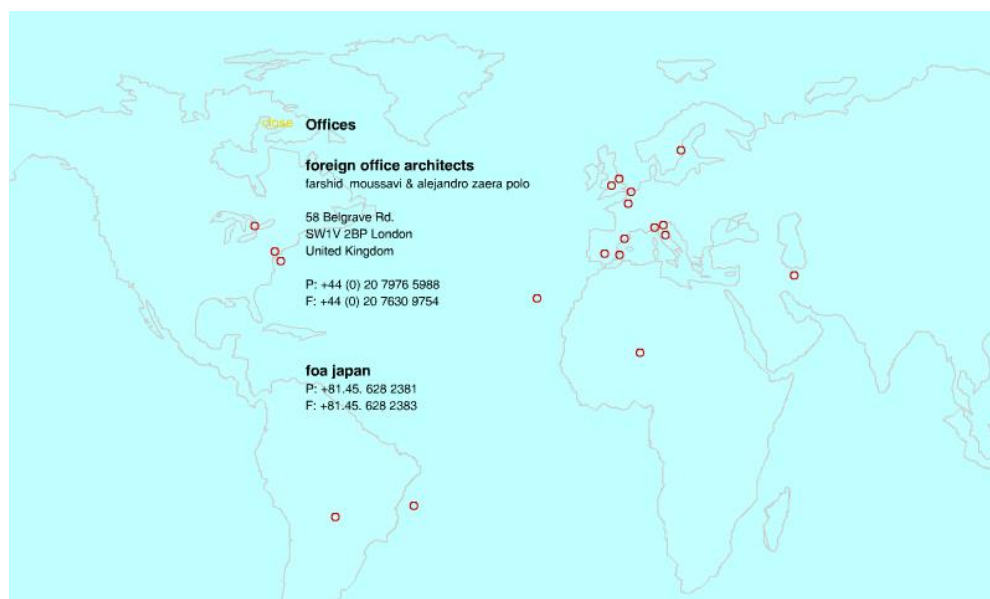 close Offices
foreign office architects
farshid moussavi & alejandro zaera polo
58 Belgrave Rd.
SW1V 2BP London
United Kingdom
P: +44 (0) 20 7976 5988
F: +44 (0) 20 7630 9754
foa japan
P: +81.45. 628 2381
F: +81.45. 628 2383